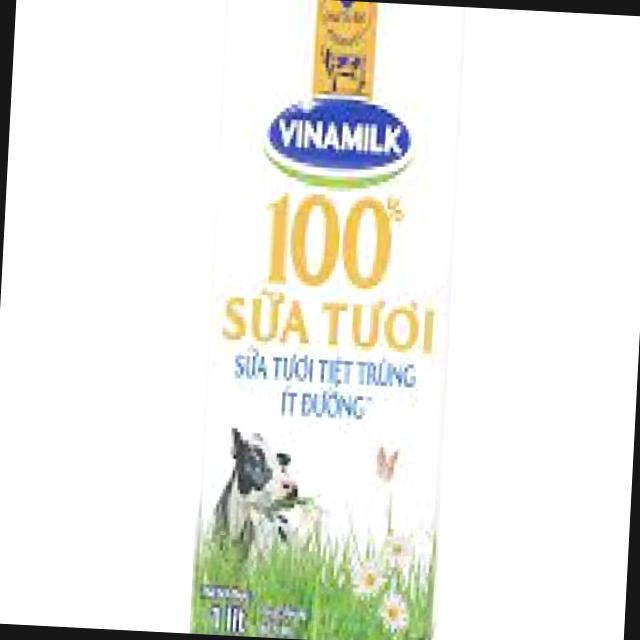 VINAMILK
100%
SỮA TƯƠI
SỮA TƯƠI TIỆT TRÙNG
ÍT ĐƯỜNG
1 lít